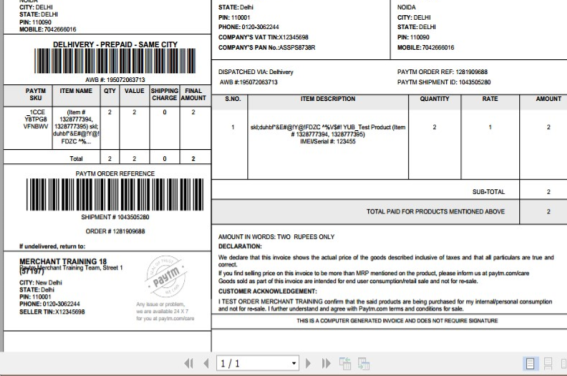 NOIDA
CITY: DELHI
STATE: DELHI
PIN: 110090
MOBILE: 7042666016
DELHIVERY - PREPAID - SAME CITY
AWB #: 195072063713
PAYTM SKU ITEM NAME QTY VALUE SHIPPING CHARGE FINAL AMOUNT
(Item # 1328777394, 1328777395) 2 2 0 2
Total 2 2 0 2
PAYTM ORDER REFERENCE
SHIPMENT # 1043505280
ORDER # 1281909688
If undelivered, return to:
MERCHANT TRAINING 18
Paytm Merchant Training Team, Street 1
CITY: New Delhi
STATE: Delhi
PIN: 110001
PHONE: 0120-3062244
SELLER TIN:X12345698
Paytm
Any issue or problem,
we are available 24 X 7
for you at paytm.com/care
STATE: Delhi
PIN: 110001
PHONE: 0120-3062244
COMPANY'S VAT TIN:X12345698
COMPANY'S PAN No.:ASSPS8738R
NOIDA
CITY: DELHI
STATE: DELHI
PIN: 110090
MOBILE: 7042666016
DISPATCHED VIA: Delhivery
AWB #:195072063713
PAYTM ORDER REF: 1281909688
PAYTM SHIPMENT ID: 1043505280
S.NO. ITEM DESCRIPTION QUANTITY RATE AMOUNT
1 YUB_Test Product (Item 2 1 2
# 1328777394, 1328777395)
IMEI/Serial #: 123455
SUB-TOTAL 2
TOTAL PAID FOR PRODUCTS MENTIONED ABOVE 2
AMOUNT IN WORDS: TWO RUPEES ONLY
DECLARATION:
We declare that this invoice shows the actual price of the goods described inclusive of taxes and that all particulars are true and
correct.
If you find selling price on this invoice to be more than MRP mentioned on the product, please inform us at paytm.com/care
Goods sold as part of this invoice are intended for end user consumption/retail sale and not for re-sale.
CUSTOMER ACKNOWLEDGEMENT:
I TEST ORDER MERCHANT TRAINING confirm that the said products are being purchased for my internal/personal consumption
and not for re-sale. I further understand and agree with Paytm.com terms and conditions for sale.
THIS IS A COMPUTER GENERATED INVOICE AND DOES NOT REQUIRE SIGNATURE
1 / 1